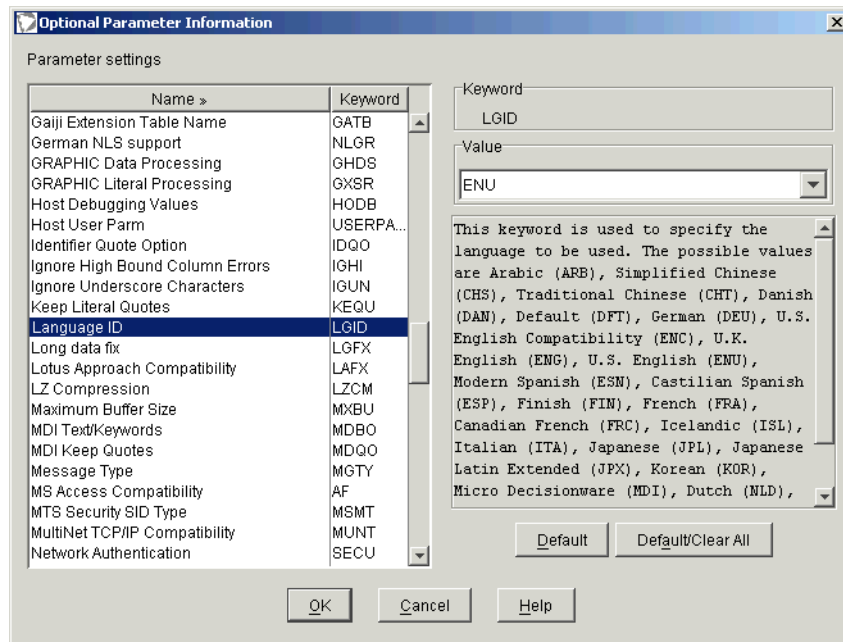 Optional Parameter Information
Parameter settings
Name » Keyword
Gaiji Extension Table Name GATB
German NLS support NLGR
GRAPHIC Data Processing GHDS
GRAPHIC Literal Processing GXSR
Host Debugging Values HODB
Host User Parm USERPA...
Identifier Quote Option IDQO
Ignore High Bound Column Errors IGHI
Ignore Underscore Characters IGUN
Keep Literal Quotes KEQU
Language ID LGID
Long data fix LGFX
Lotus Approach Compatibility LAFX
LZ Compression LZCM
Maximum Buffer Size MXBU
MDI Text/Keywords MDBO
MDI Keep Quotes MDQO
Message Type MGTY
MS Access Compatibility AF
MTS Security SID Type MSMT
MultiNet TCP/IP Compatibility MUNT
Network Authentication SECU
Keyword
LGID
Value
ENU
This keyword is used to specify the
language to be used. The possible values
are Arabic (ARB), Simplified Chinese
(CHS), Traditional Chinese (CHT), Danish
(DAN), Default (DFT), German (DEU), U.S.
English Compatibility (ENC), U.K.
English (ENG), U.S. English (ENU),
Modern Spanish (ESN), Castilian Spanish
(ESP), Finish (FIN), French (FRA),
Canadian French (FRC), Icelandic (ISL),
Italian (ITA), Japanese (JPL), Japanese
Latin Extended (JPX), Korean (KOR),
Micro Decisionware (MDI), Dutch (NLD),
Default Default/Clear All
OK Cancel Help